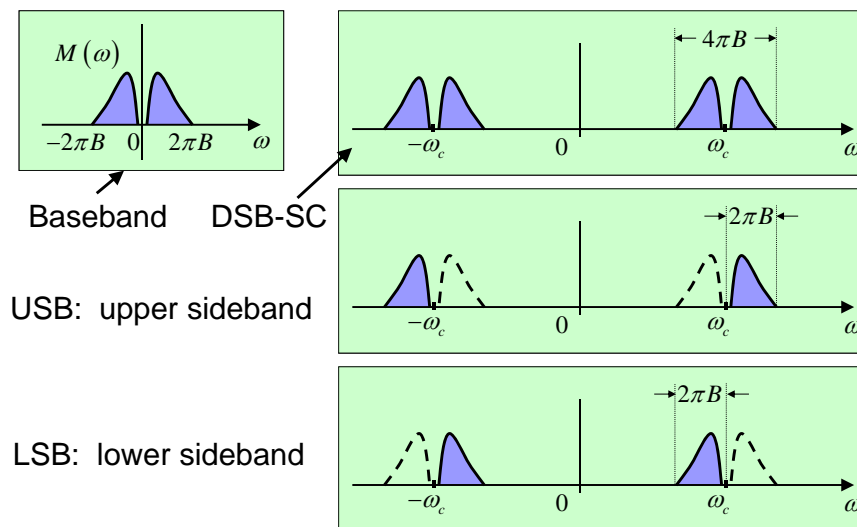 M(ω)
−2πB 0 2πB ω
Baseband
DSB-SC
4πB
−ω_c 0 ω_c ω
USB: upper sideband
2πB
−ω_c 0 ω_c ω
LSB: lower sideband
2πB
−ω_c 0 ω_c ω